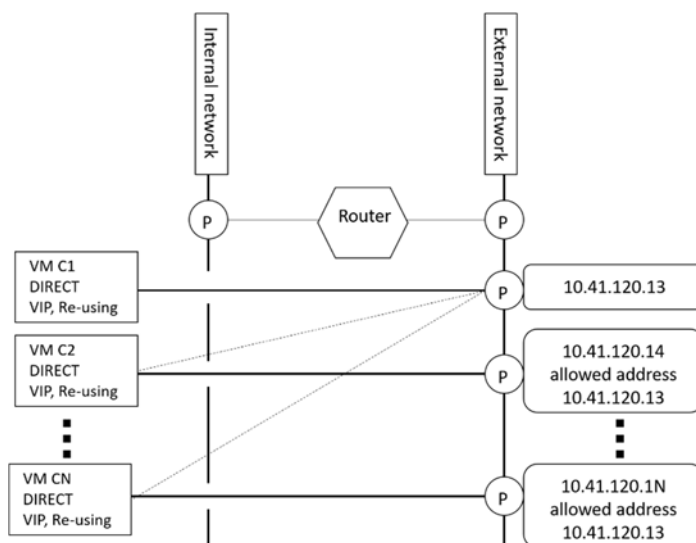 Internal network
External network
P
Router
P
VM C1
DIRECT
VIP, Re-using
P
10.41.120.13
VM C2
DIRECT
VIP, Re-using
P
10.41.120.14
allowed address
10.41.120.13
VM CN
DIRECT
VIP, Re-using
P
10.41.120.1N
allowed address
10.41.120.13